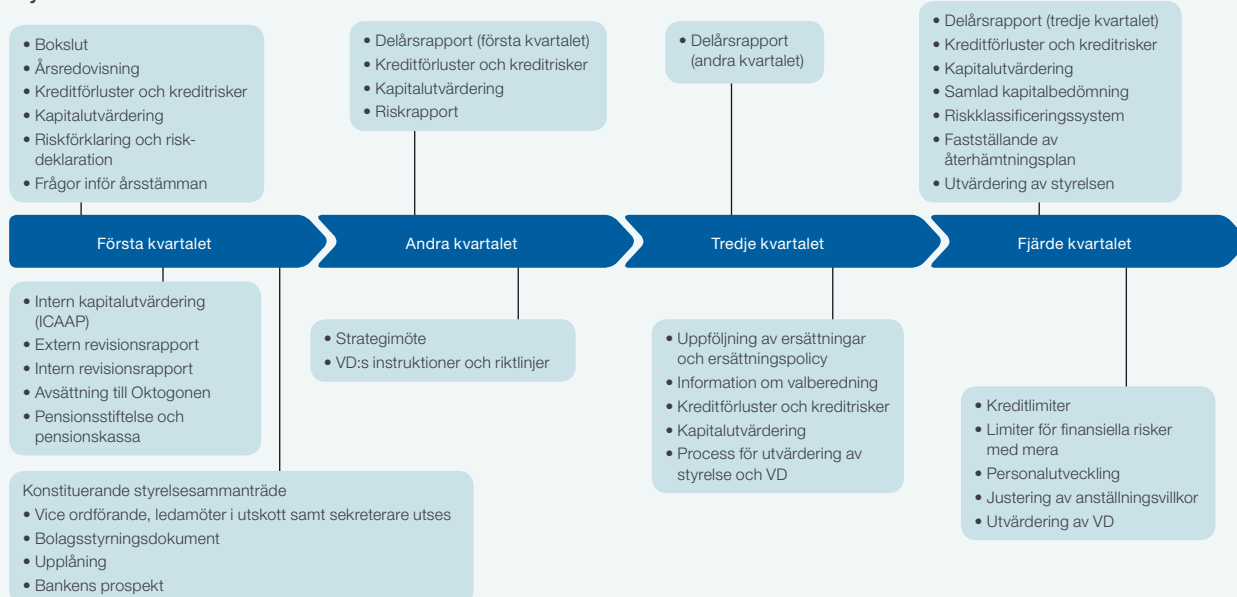 • Bokslut
• Årsredovisning
• Kreditförluster och kreditrisker
• Kapitalutvärdering
• Riskförklaring och risk-
deklaration
• Frågor inför årsstämman
• Delårsrapport (första kvartalet)
• Kreditförluster och kreditrisker
• Kapitalutvärdering
• Riskrapport
• Delårsrapport
(andra kvartalet)
• Delårsrapport (tredje kvartalet)
• Kreditförluster och kreditrisker
• Kapitalutvärdering
• Samlad kapitalbedömning
• Riskklassificeringssystem
• Fastställande av
återhämtningsplan
• Utvärdering av styrelsen
Första kvartalet
Andra kvartalet
Tredje kvartalet
Fjärde kvartalet
• Intern kapitalutvärdering
(ICAAP)
• Extern revisionsrapport
• Intern revisionsrapport
• Avsättning till Oktogonen
• Pensionsstiftelse och
pensionskassa
Konstituerande styrelsesammanträde
• Vice ordförande, ledamöter i utskott samt sekreterare utses
• Bolagsstyrningsdokument
• Upplåning
• Bankens prospekt
• Strategimöte
• VD:s instruktioner och riktlinjer
• Uppföljning av ersättningar
och ersättningspolicy
• Information om valberedning
• Kreditförluster och kreditrisker
• Kapitalutvärdering
• Process för utvärdering av
styrelse och VD
• Kreditlimiter
• Limiter för finansiella risker
med mera
• Personalutveckling
• Justering av anställningsvillkor
• Utvärdering av VD